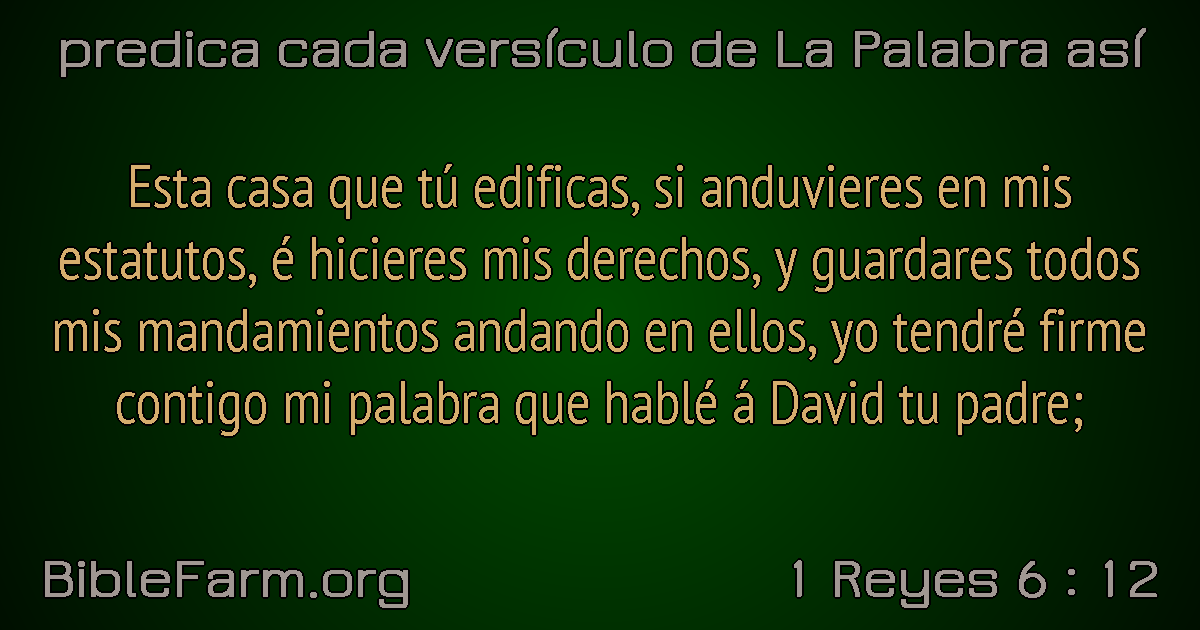 predica cada versículo de La Palabra así
Esta casa que tú edificas, si anduvieres en mis
estatutos, é hicieres mis derechos, y guardares todos
mis mandamientos andando en ellos, yo tendré firme
contigo mi palabra que hablé á David tu padre;
BibleFarm.org
1 Reyes 6 : 12